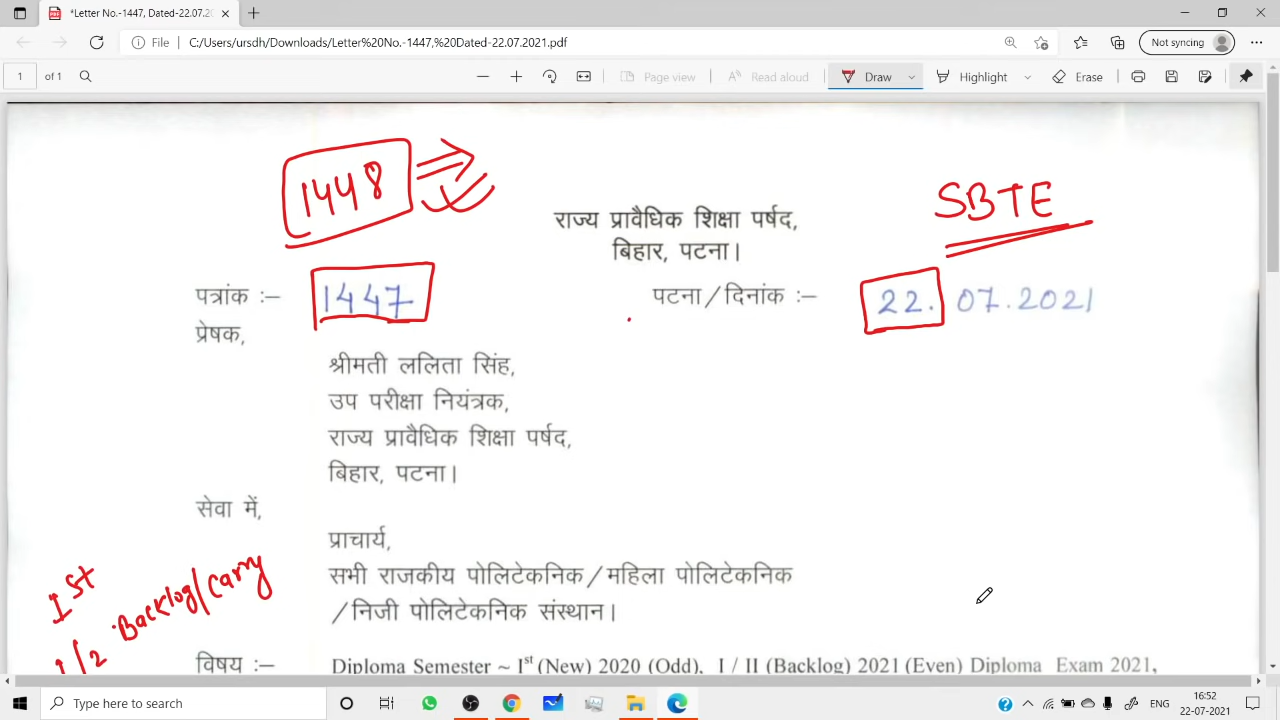 *Letter No.-1447, Dated-22.07.20
File C:/Users/ursdh/Downloads/Letter%20No.-1447,%20Dated-22.07.2021.pdf Not syncing
1 of 1 Page view Read aloud Draw Highlight Erase
1448
SBTE
राज्य प्रावैधिक शिक्षा पर्षद,
बिहार, पटना।
पत्रांक :– 1447 पटना/दिनांक :– 22.07.2021
प्रेषक,
श्रीमती ललिता सिंह,
उप परीक्षा नियंत्रक,
राज्य प्रावैधिक शिक्षा पर्षद,
बिहार, पटना।
सेवा में,
प्राचार्य,
सभी राजकीय पोलिटेकनिक/महिला पोलिटेकनिक
/निजी पोलिटेकनिक संस्थान।
Ist
1/2 Backlog/Carry
विषय :– Diploma Semester ~ Ist (New) 2020 (Odd), I / II (Backlog) 2021 (Even) Diploma Exam 2021,
Type here to search ENG 16:52
22-07-2021